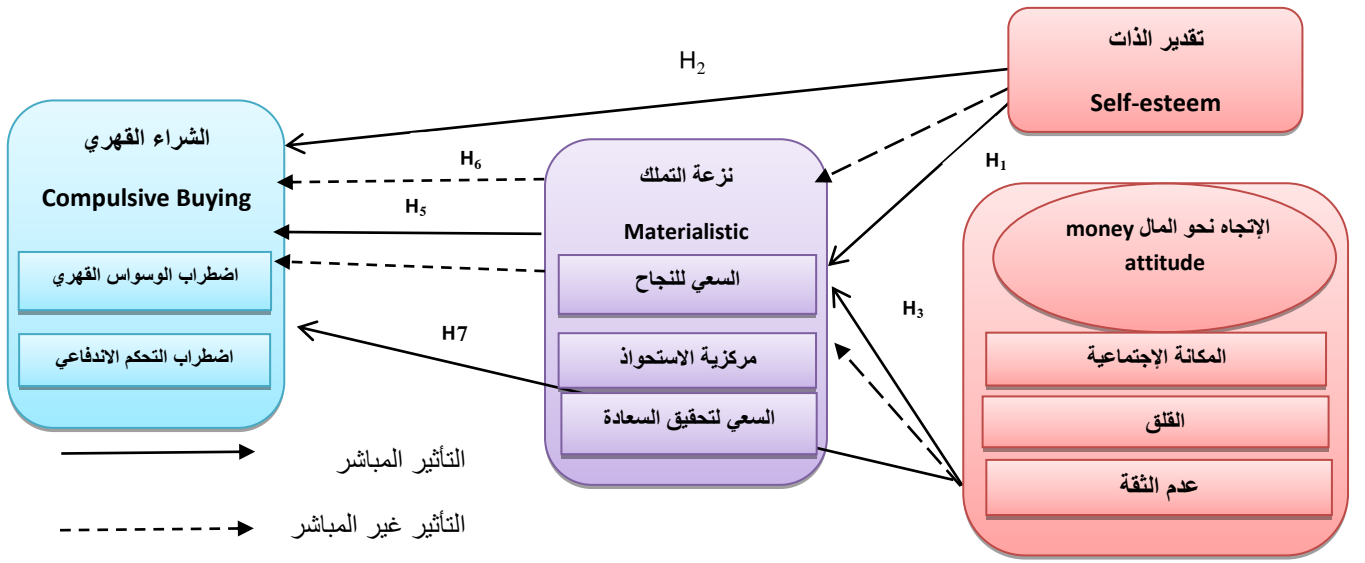 تقدير الذات
Self-esteem
H2
الشراء القهري
Compulsive Buying
اضطراب الوسواس القهري
اضطراب التحكم الاندفاعي
H6
H5
H7
نزعة التملك
Materialistic
السعي للنجاح
مركزية الاستحواذ
السعي لتحقيق السعادة
H1
H3
الإتجاه نحو المال money
attitude
المكانة الإجتماعية
القلق
عدم الثقة
التأثير المباشر
التأثير غير المباشر